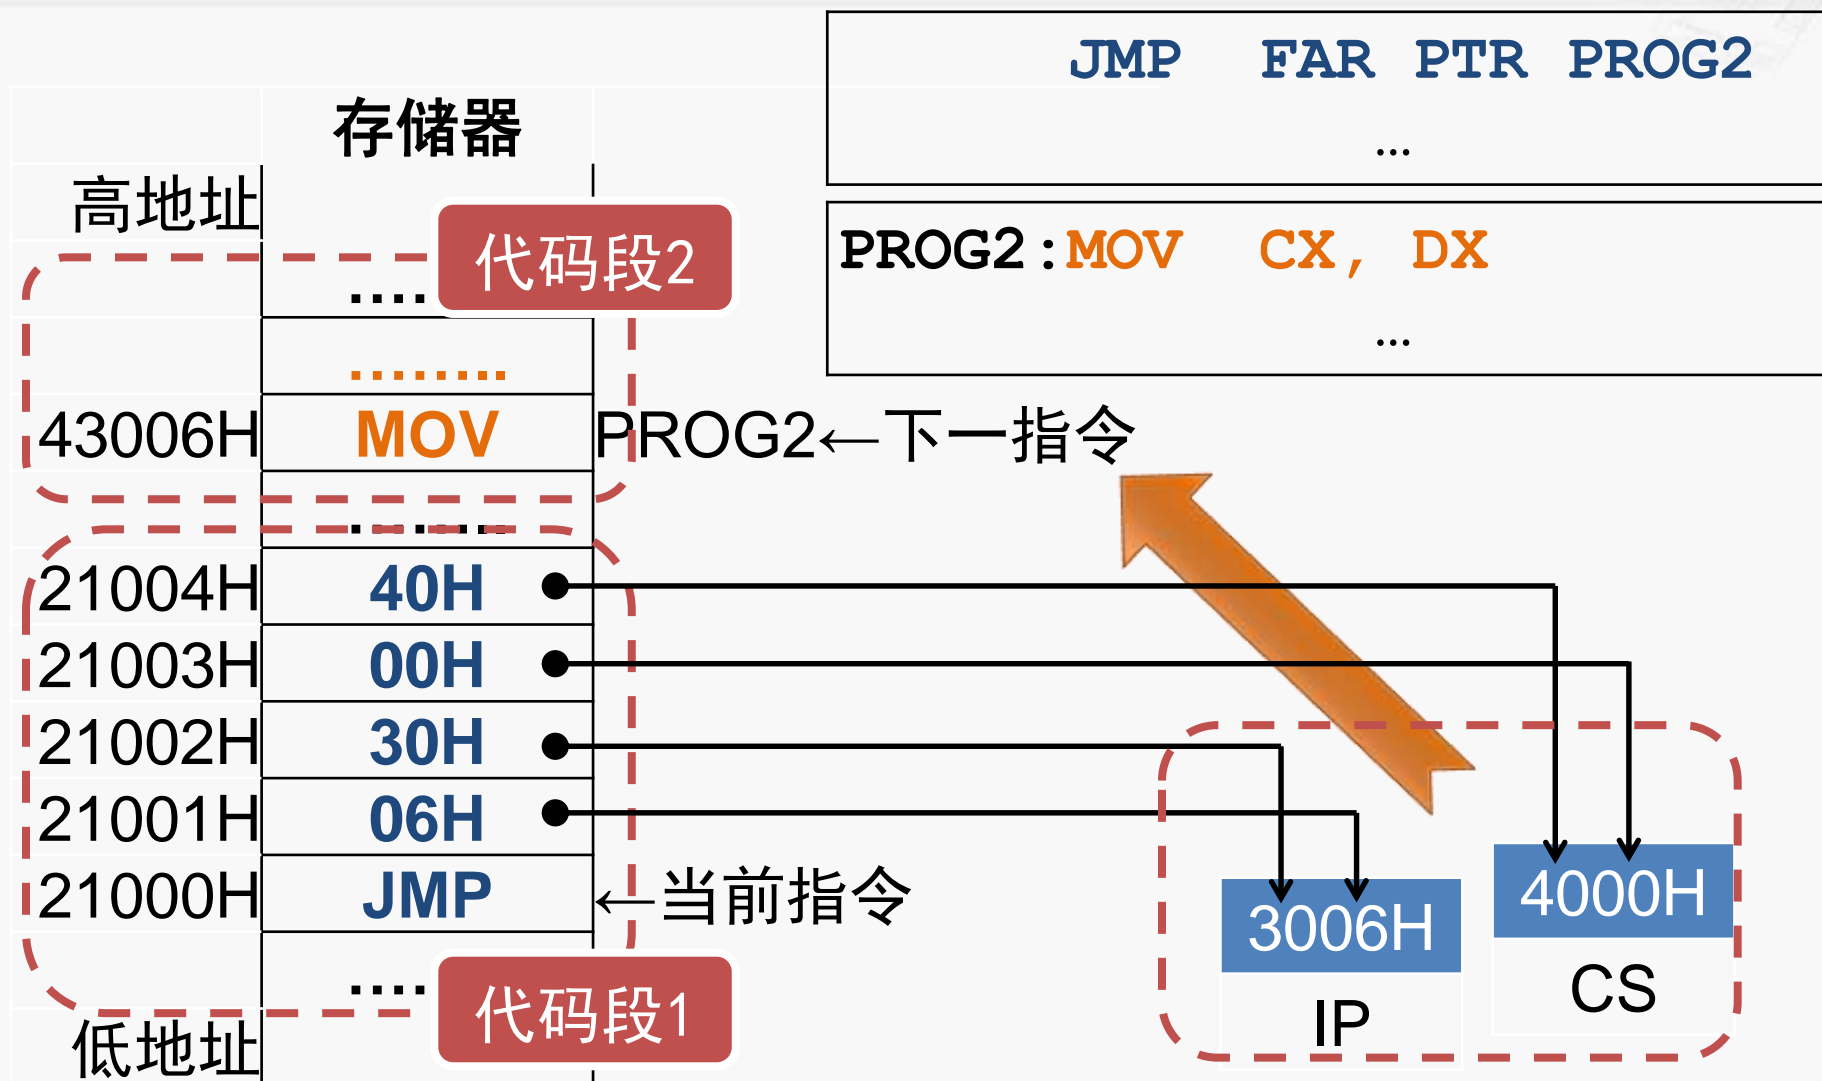 JMP FAR PTR PROG2
…
PROG2:MOV CX, DX
…
存储器
高地址
代码段2
....
.........
43006H MOV PROG2←下一指令
.........
21004H 40H
21003H 00H
21002H 30H
21001H 06H
21000H JMP ←当前指令
....
代码段1
低地址
3006H
IP
4000H
CS